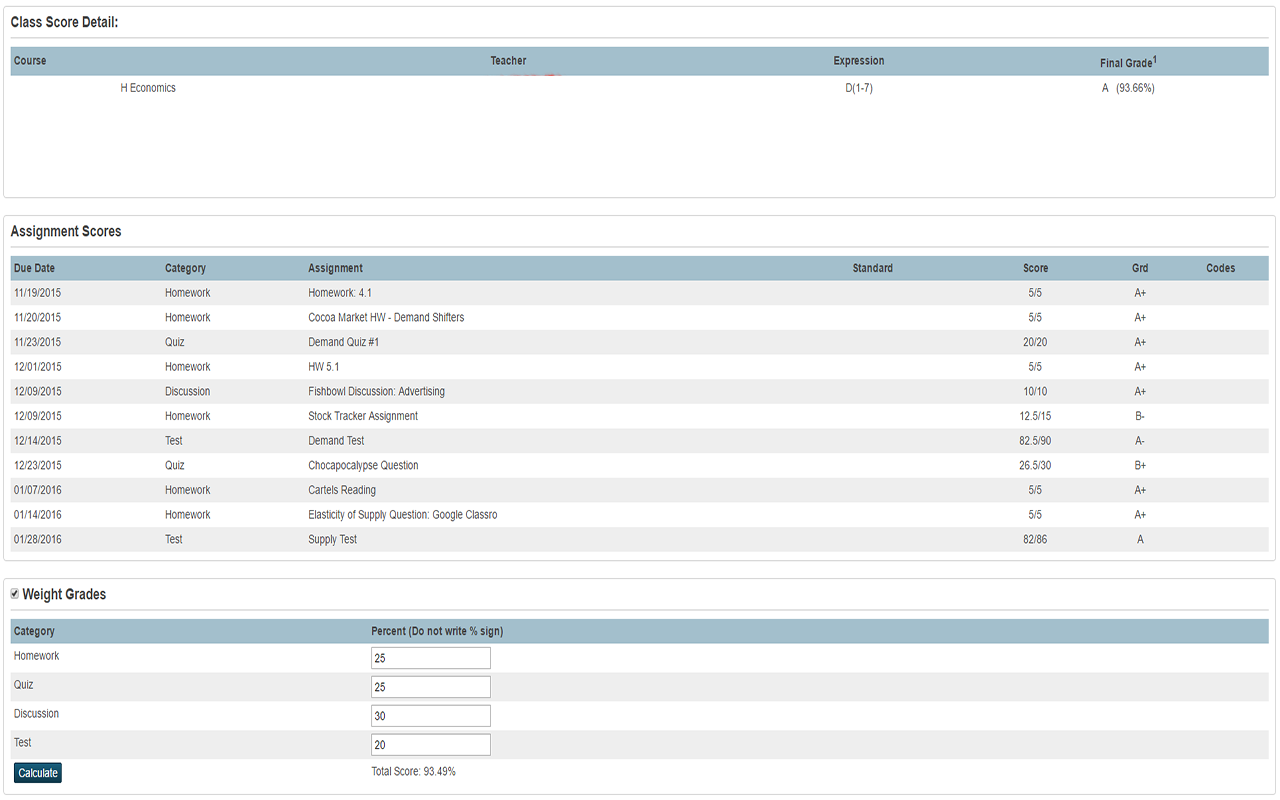 Class Score Detail:
Course Teacher Expression Final Grade1
H Economics D(1-7) A (93.66%)
Assignment Scores
Due Date Category Assignment Standard Score Grd Codes
11/19/2015 Homework Homework: 4.1 5/5 A+
11/20/2015 Homework Cocoa Market HW - Demand Shifters 5/5 A+
11/23/2015 Quiz Demand Quiz #1 20/20 A+
12/01/2015 Homework HW 5.1 5/5 A+
12/09/2015 Discussion Fishbowl Discussion: Advertising 10/10 A+
12/09/2015 Homework Stock Tracker Assignment 12.5/15 B-
12/14/2015 Test Demand Test 82.5/90 A-
12/23/2015 Quiz Chocapocalypse Question 26.5/30 B+
01/07/2016 Homework Cartels Reading 5/5 A+
01/14/2016 Homework Elasticity of Supply Question: Google Classro 5/5 A+
01/28/2016 Test Supply Test 82/86 A
Weight Grades
Category Percent (Do not write % sign)
Homework 25
Quiz 25
Discussion 30
Test 20
Calculate Total Score: 93.49%